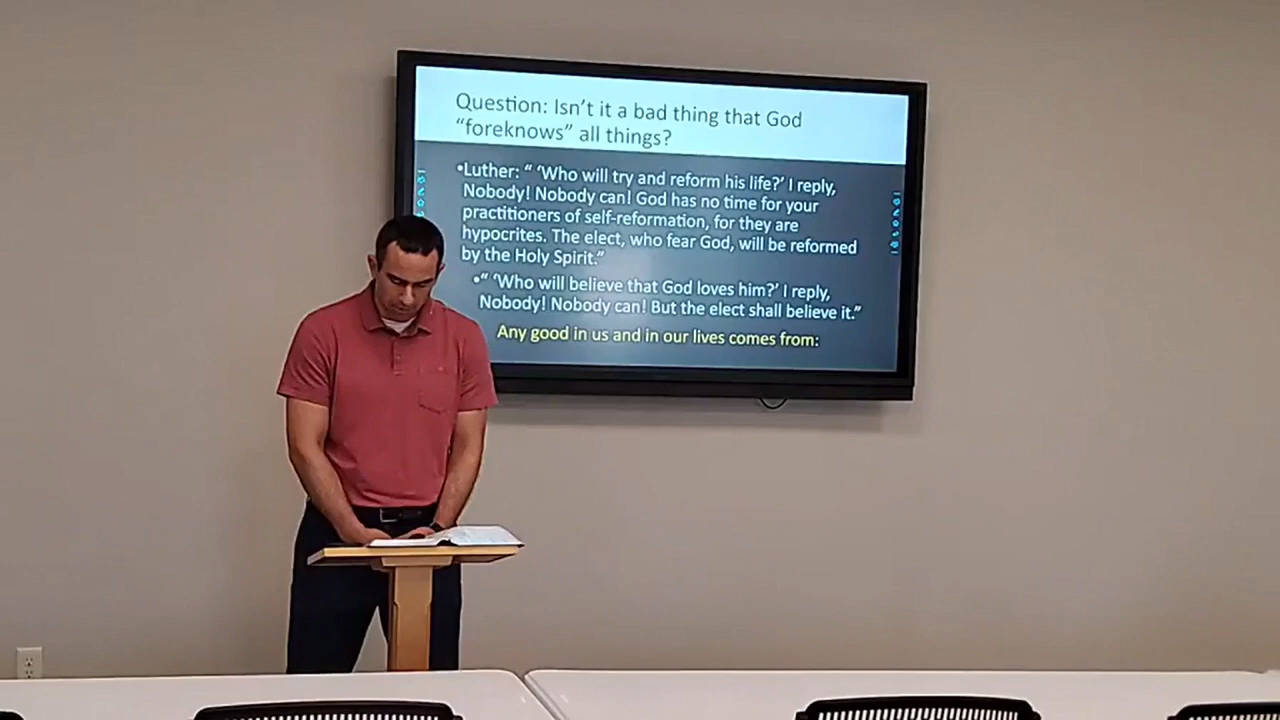 Question: Isn't it a bad thing that God
"foreknows" all things?
•Luther: " 'Who will try and reform his life?' I reply,
Nobody! Nobody can! God has no time for your
practitioners of self-reformation, for they are
hypocrites. The elect, who fear God, will be reformed
by the Holy Spirit."
•" 'Who will believe that God loves him?' I reply,
Nobody! Nobody can! But the elect shall believe it."
Any good in us and in our lives comes from: